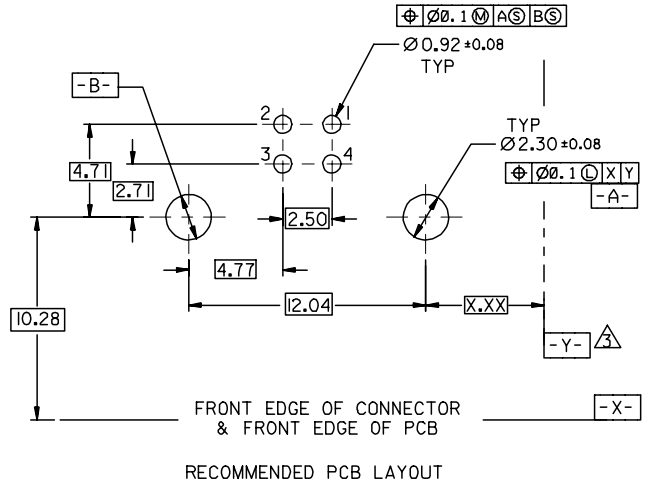 ⌖ Ø0.1 Ⓜ A Ⓢ B Ⓢ
Ø0.92 ±0.08
TYP
-B-
2 1
3 4
TYP
Ø2.30 ±0.08
⌖ Ø0.1 Ⓛ X Y
-A-
4.71
2.71
2.50
4.77
12.04
X.XX
10.28
-Y- 3
FRONT EDGE OF CONNECTOR
& FRONT EDGE OF PCB
-X-
RECOMMENDED PCB LAYOUT